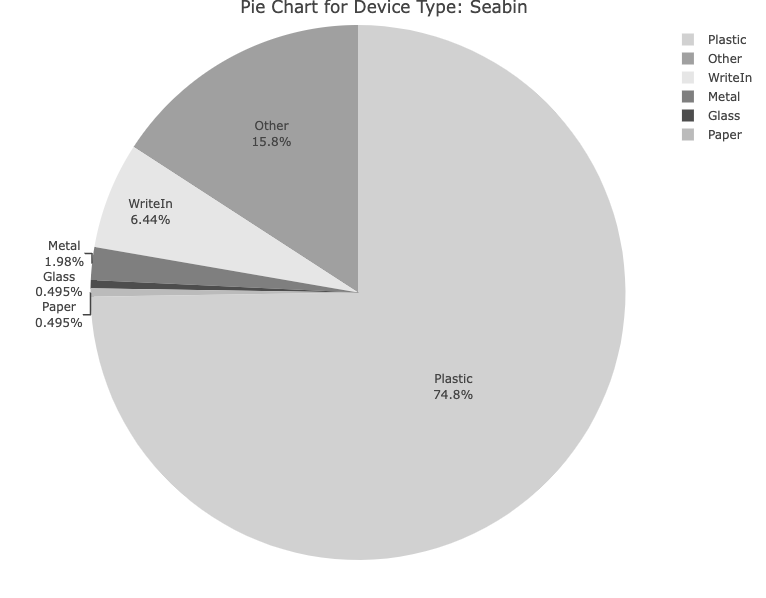 Pie Chart for Device Type: Seabin
Plastic
Other
WriteIn
Metal
Glass
Paper
Other
15.8%
WriteIn
6.44%
Metal
1.98%
Glass
0.495%
Paper
0.495%
Plastic
74.8%